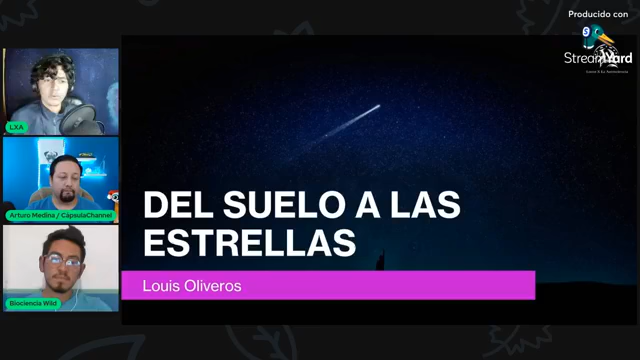 Producido con
StreamYard
DEL SUELO A LAS
ESTRELLAS
Louis Oliveros
LXA
Arturo Medina / CápsulaChannel
Biociencia Wild